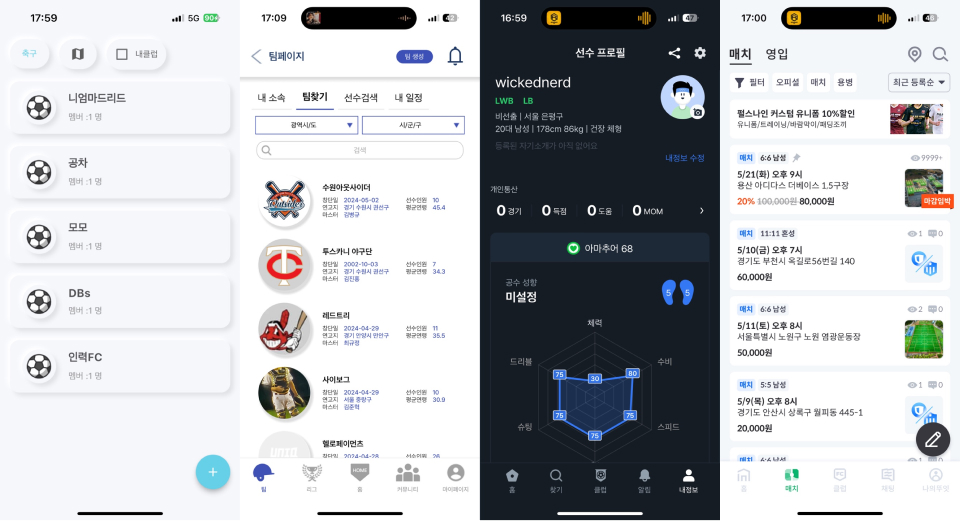 17:59
5G 90
축구
내클럽
니엄마드리드
멤버 :1 명
공차
멤버 :1 명
모모
멤버 :1 명
DBs
멤버 :1 명
인력FC
멤버 :1 명
+
17:09
42
팀페이지
팀 생성
내 소속 팀찾기 선수검색 내 일정
광역시/도 ▼ 시/군/구 ▼
검색
Outsider
수원아웃사이더
창단일 2024-05-02 선수인원 10
연고지 경기 수원시 권선구 평균연령 45.4
마스터 김병규
TC
투스카니 야구단
창단일 2002-10-03 선수인원 7
연고지 경기 수원시 권선구 평균연령 34.3
마스터 김진홍
레드트리
창단일 2024-04-29 선수인원 11
연고지 경기 안양시 만안구 평균연령 35.5
마스터 최규정
사이보그
창단일 2024-04-29 선수인원 10
연고지 서울 중랑구 평균연령 30.9
마스터 김준혁
헬로페이먼츠
창단일 2024-04-28 선수인원 26
팀
리그
HOME
홈
커뮤니티
마이페이지
16:59
47
선수 프로필
wickednerd
LWB LB
비선출 | 서울 은평구
20대 남성 | 178cm 86kg | 건장 체형
등록된 자기소개가 아직 없어요
내정보 수정
개인통산
0 경기 0 득점 0 도움 0 MOM
아마추어 68
공수 성향
미설정
5 5
체력
드리블
수비
75
30
80
75
75
75
슈팅
스피드
홈 찾기 클럽 알림 내정보
17:00
46
매치 영입
필터 오피셜 매치 용병
최근 등록순 ▼
펄스나인 커스텀 유니폼 10%할인
유니폼/트레이닝/바람막이/패딩조끼
매치 6:6 남성
9999+
5/21(화) 오후 9시
용산 아디다스 더베이스 1.5구장
20% 100,000원 80,000원
마감임박
매치 11:11 혼성
1 0
5/10(금) 오후 7시
경기도 부천시 옥길로56번길 140
60,000원
매치 6:6 남성
2 0
5/11(토) 오후 8시
서울특별시 노원구 노원 염광운동장
50,000원
매치 5:5 남성
1 0
5/9(목) 오후 8시
경기도 안산시 상록구 월피동 445-1
20,000원
매치 6:6 남성
1 0
홈 매치 클럽 채팅 나의풋앗